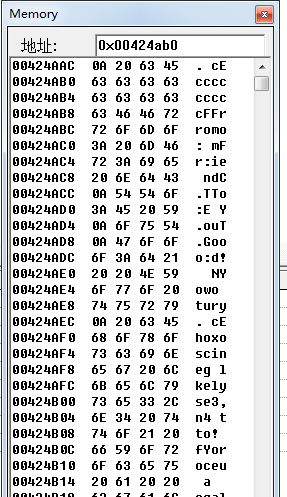 Memory
地址: 0x00424ab0
00424AAC 0A 20 63 45 . cE
00424AB0 63 63 63 63 cccc
00424AB4 63 63 63 63 cccc
00424AB8 63 46 46 72 cFFr
00424ABC 72 6F 6D 6F romo
00424AC0 3A 20 6D 46 : mF
00424AC4 72 3A 69 65 r:ie
00424AC8 20 6E 64 43 ndC
00424ACC 0A 54 54 6F .TTo
00424AD0 3A 45 20 59 :E Y
00424AD4 0A 6F 75 54 .ouT
00424AD8 0A 47 6F 6F .Goo
00424ADC 6F 3A 64 21 o:d!
00424AE0 20 20 4E 59 NY
00424AE4 6F 77 6F 20 owo
00424AE8 74 75 72 79 tury
00424AEC 0A 20 63 45 . cE
00424AF0 68 6F 78 6F hoxo
00424AF4 73 63 69 6E scin
00424AF8 65 67 20 6C eg l
00424AFC 6B 65 6C 79 kely
00424B00 73 65 33 2C se3,
00424B04 6E 34 20 74 n4 t
00424B08 74 6F 21 20 to!
00424B0C 66 59 6F 72 fYor
00424B10 6F 63 65 75 oceu
00424B14 20 61 20 20 a